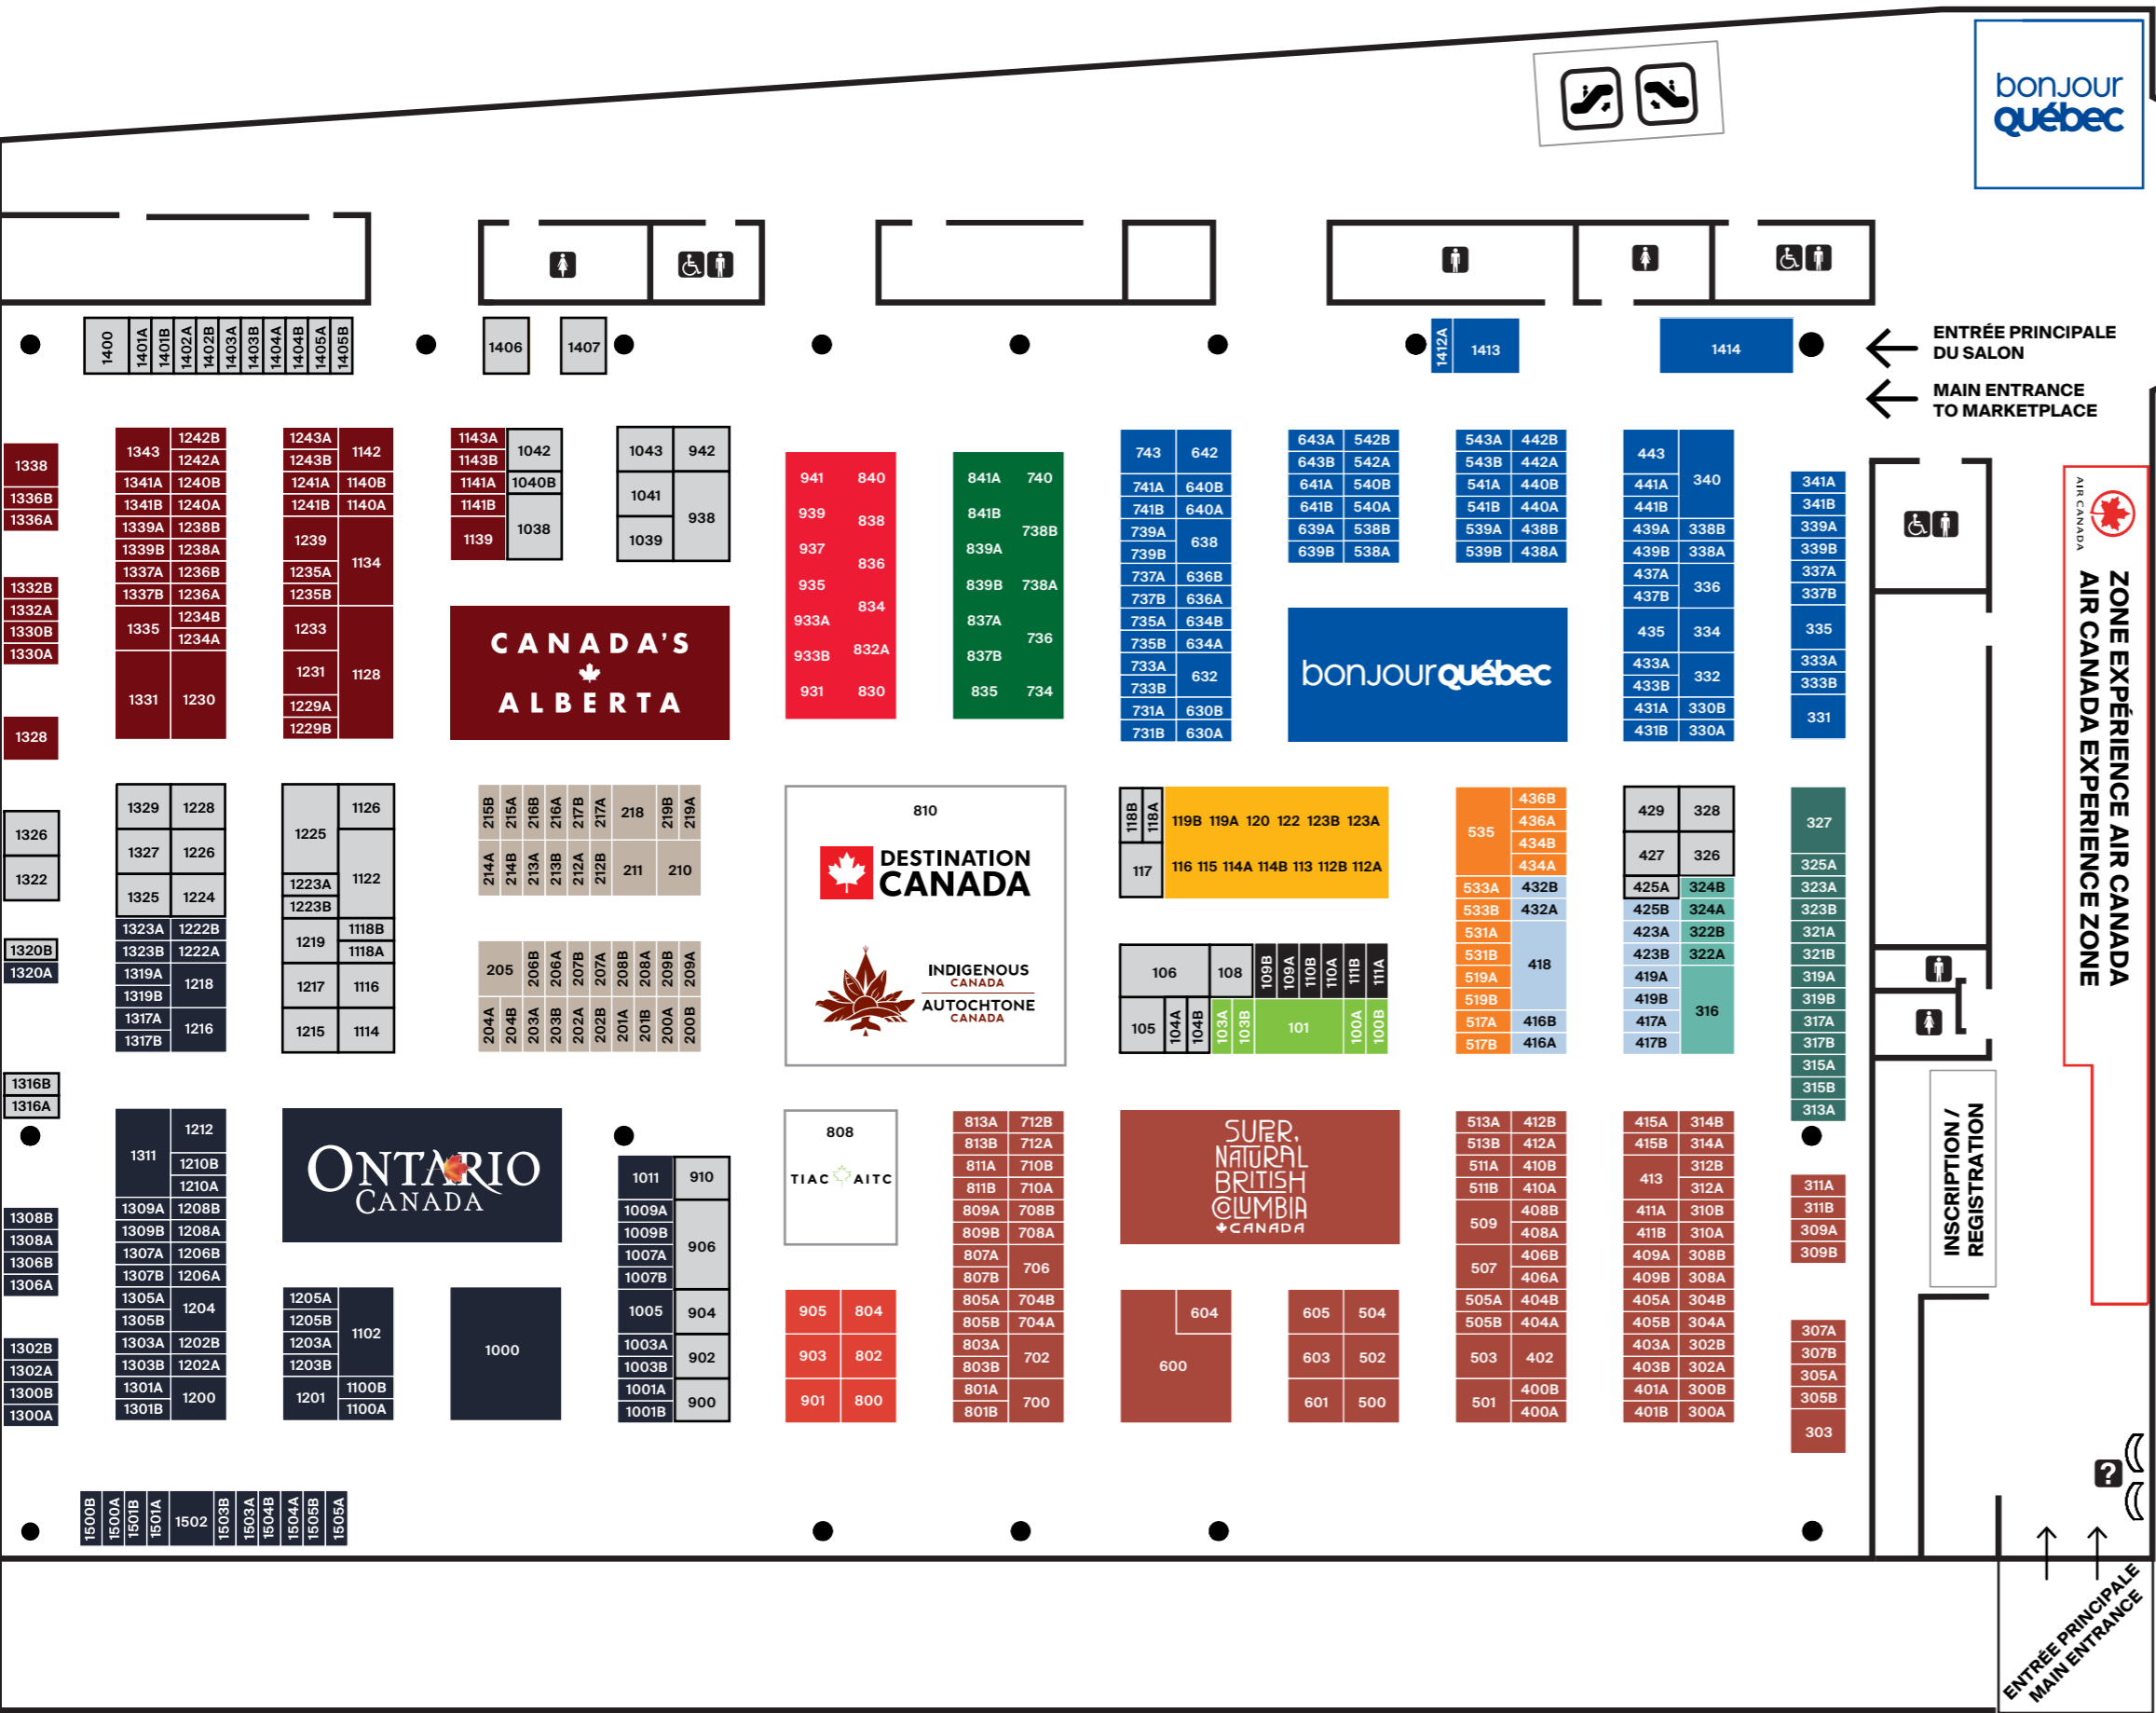 bonjour
québec
ENTRÉE PRINCIPALE
DU SALON
MAIN ENTRANCE
TO MARKETPLACE
1400
1401A
1401B
1402A
1402B
1403A
1403B
1404A
1404B
1405A
1405B
1406
1407
1412A
1413
1414
1338
1336B
1336A
1332B
1332A
1330B
1330A
1328
1343
1242B
1242A
1341A 1240B
1341B 1240A
1339A 1238B
1339B 1238A
1337A 1236B
1337B 1236A
1335
1234B
1234A
1331 1230
1243A
1243B
1142
1241A 1140B
1241B 1140A
1239
1134
1235A
1235B
1233
1231
1128
1229A
1229B
1143A
1143B
1042
1141A 1040B
1141B
1038
1139
1043 942
1041
938
1039
CANADA'S
ALBERTA
941 840
939 838
937 836
935 834
933A
933B 832A
931 830
841A 740
841B
738B
839A
839B 738A
837A
736
837B
835 734
743 642
741A 640B
741B 640A
739A
638
739B
737A 636B
737B 636A
735A 634B
735B 634A
733A
632
733B
731A 630B
731B 630A
643A 542B
643B 542A
641A 540B
641B 540A
639A 538B
639B 538A
543A 442B
543B 442A
541A 440B
541B 440A
539A 438B
539B 438A
bonjourquébec
443
340
441A
441B
439A 338B
439B 338A
437A
336
437B
435 334
433A
332
433B
431A 330B
431B 330A
341A
341B
339A
339B
337A
337B
335
333A
333B
331
AIR CANADA
ZONE EXPÉRIENCE AIR CANADA
AIR CANADA EXPERIENCE ZONE
1326
1322
1320B
1320A
1316B
1316A
1329 1228
1327 1226
1325 1224
1323A 1222B
1323B 1222A
1319A
1218
1319B
1317A
1216
1317B
1225
1126
1122
1223A
1223B
1219
1118B
1118A
1217 1116
1215 1114
215B
215A
216B
216A
217B
217A
218
219B
219A
214A
214B
213A
213B
212A
212B
211
210
205
206B
206A
207B
207A
208B
208A
209B
209A
204A
204B
203A
203B
202A
202B
201A
201B
200A
200B
810
DESTINATION
CANADA
INDIGENOUS
CANADA
AUTOCHTONE
CANADA
118B
118A
117
119B 119A 120 122 123B 123A
116 115 114A 114B 113 112B 112A
106
108
109B
109A
110B
110A
111B
111A
105
104A
104B
103A
103B
101
100A
100B
535
436B
436A
434B
434A
533A 432B
533B 432A
531A
531B
418
519A
519B
517A 416B
517B 416A
429 328
427 326
425A 324B
425B 324A
423A 322B
423B 322A
419A
419B
316
417A
417B
327
325A
323A
323B
321A
321B
319A
319B
317A
317B
315A
315B
313A
INSCRIPTION /
REGISTRATION
1308B
1308A
1306B
1306A
1302B
1302A
1300B
1300A
1311
1212
1210B
1210A
1309A 1208B
1309B 1208A
1307A 1206B
1307B 1206A
1305A
1204
1305B
1303A 1202B
1303B 1202A
1301A
1200
1301B
ONTARIO
CANADA
1205A
1205B
1102
1203A
1203B
1201
1100B
1100A
1000
1011 910
1009A
1009B
906
1007A
1007B
1005 904
1003A
902
1003B
1001A
900
1001B
808
TIAC AITC
905 804
903 802
901 800
813A 712B
813B 712A
811A 710B
811B 710A
809A 708B
809B 708A
807A
706
807B
805A 704B
805B 704A
803A
702
803B
801A
700
801B
SUPER,
NATURAL
BRITISH
COLUMBIA
CANADA
604
600
605 504
603 502
601 500
513A 412B
513B 412A
511A 410B
511B 410A
509
408B
408A
507
406B
406A
505A 404B
505B 404A
503 402
501
400B
400A
415A 314B
415B 314A
413
312B
312A
411A 310B
411B 310A
409A 308B
409B 308A
405A 304B
405B 304A
403A 302B
403B 302A
401A 300B
401B 300A
311A
311B
309A
309B
307A
307B
305A
305B
303
1500B
1500A
1501B
1501A
1502
1503B
1503A
1504B
1504A
1505B
1505A
?
ENTRÉE PRINCIPALE
MAIN ENTRANCE